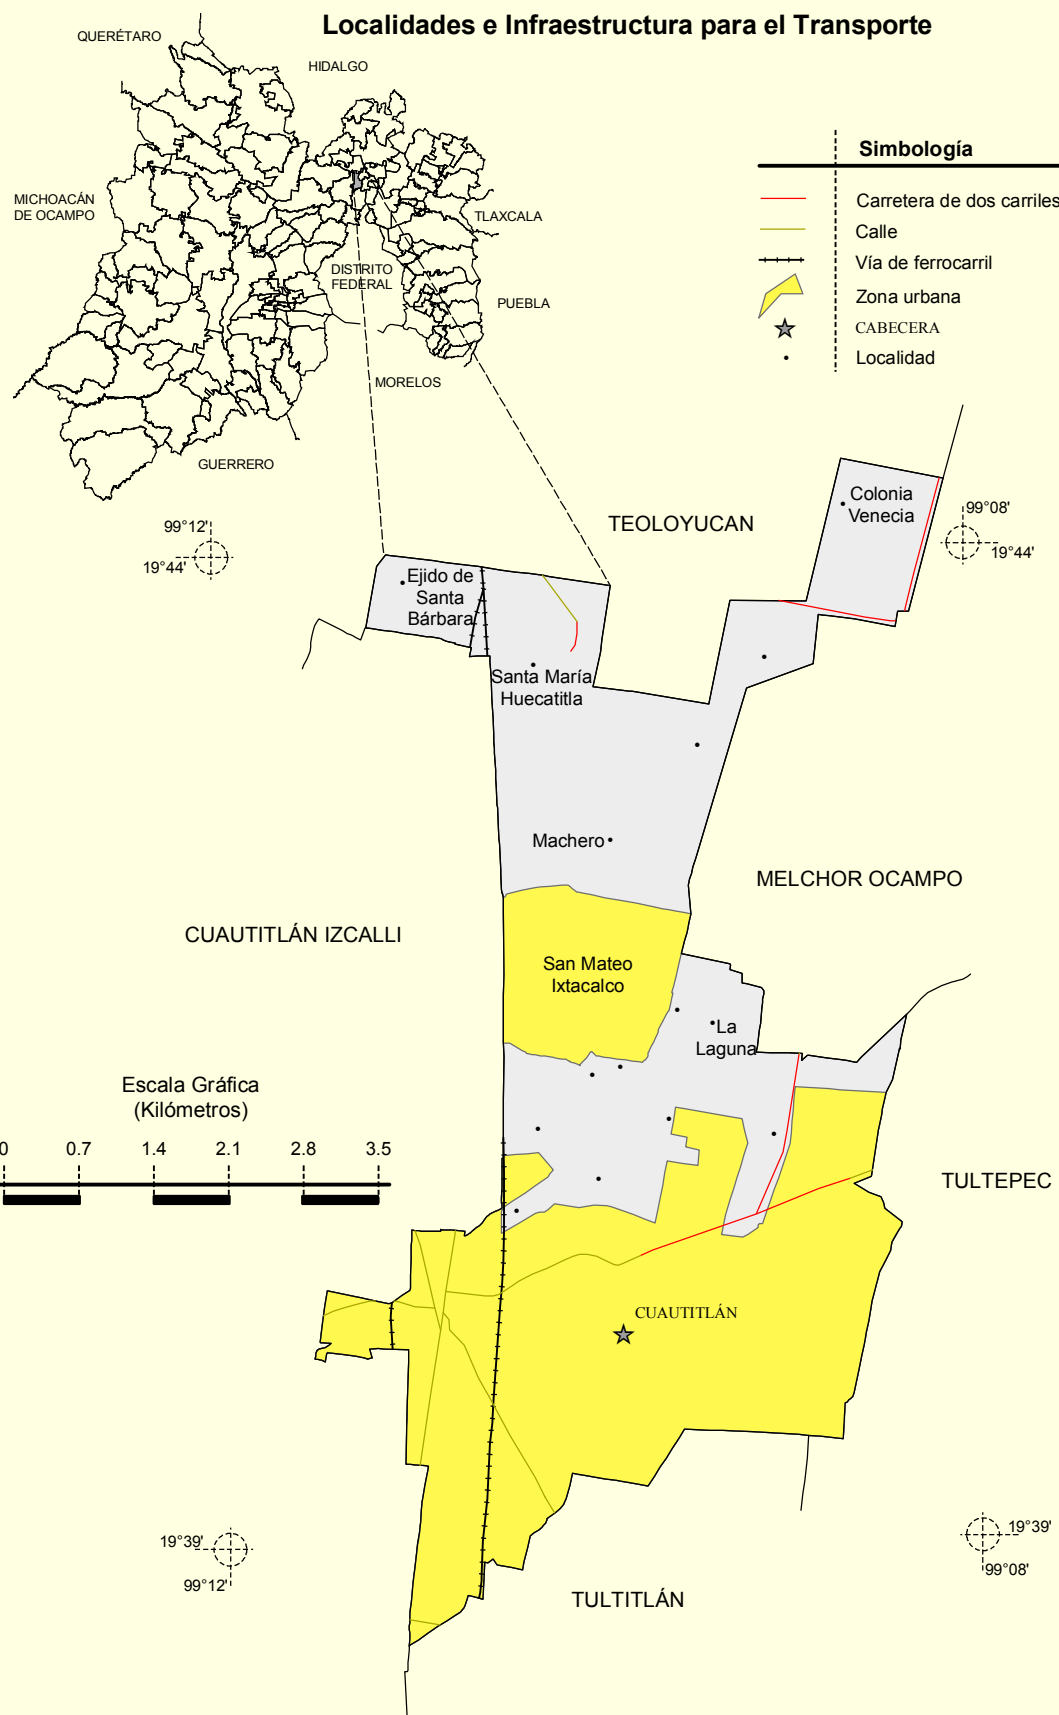 Localidades e Infraestructura para el Transporte
QUERÉTARO
HIDALGO
MICHOACÁN
DE OCAMPO
TLAXCALA
DISTRITO
FEDERAL
PUEBLA
MORELOS
GUERRERO
Simbología
Carretera de dos carriles
Calle
Vía de ferrocarril
Zona urbana
CABECERA
Localidad
99°12'
19°44'
TEOLOYUCAN
Colonia
Venecia
99°08'
19°44'
Ejido de
Santa
Bárbara
Santa María
Huecatitla
Machero
MELCHOR OCAMPO
CUAUTITLÁN IZCALLI
San Mateo
Ixtacalco
La
Laguna
Escala Gráfica
(Kilómetros)
0 0.7 1.4 2.1 2.8 3.5
TULTEPEC
CUAUTITLÁN
19°39'
99°12'
19°39'
99°08'
TULTITLÁN